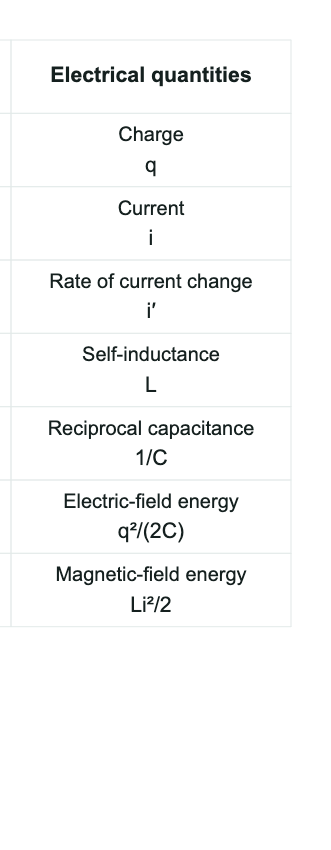 Electrical quantities
Charge
q
Current
i
Rate of current change
i′
Self-inductance
L
Reciprocal capacitance
1/C
Electric-field energy
q²/(2C)
Magnetic-field energy
Li²/2